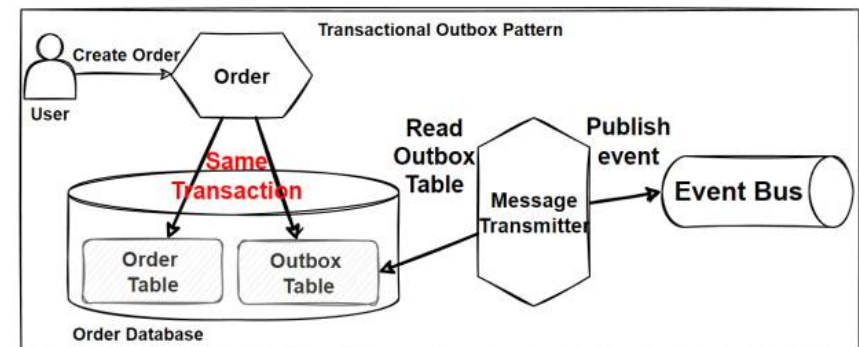 Transactional Outbox Pattern
Create Order
User
Order
Same
Transaction
Read
Outbox
Table
Publish
event
Message
Transmitter
Event Bus
Order
Table
Outbox
Table
Order Database